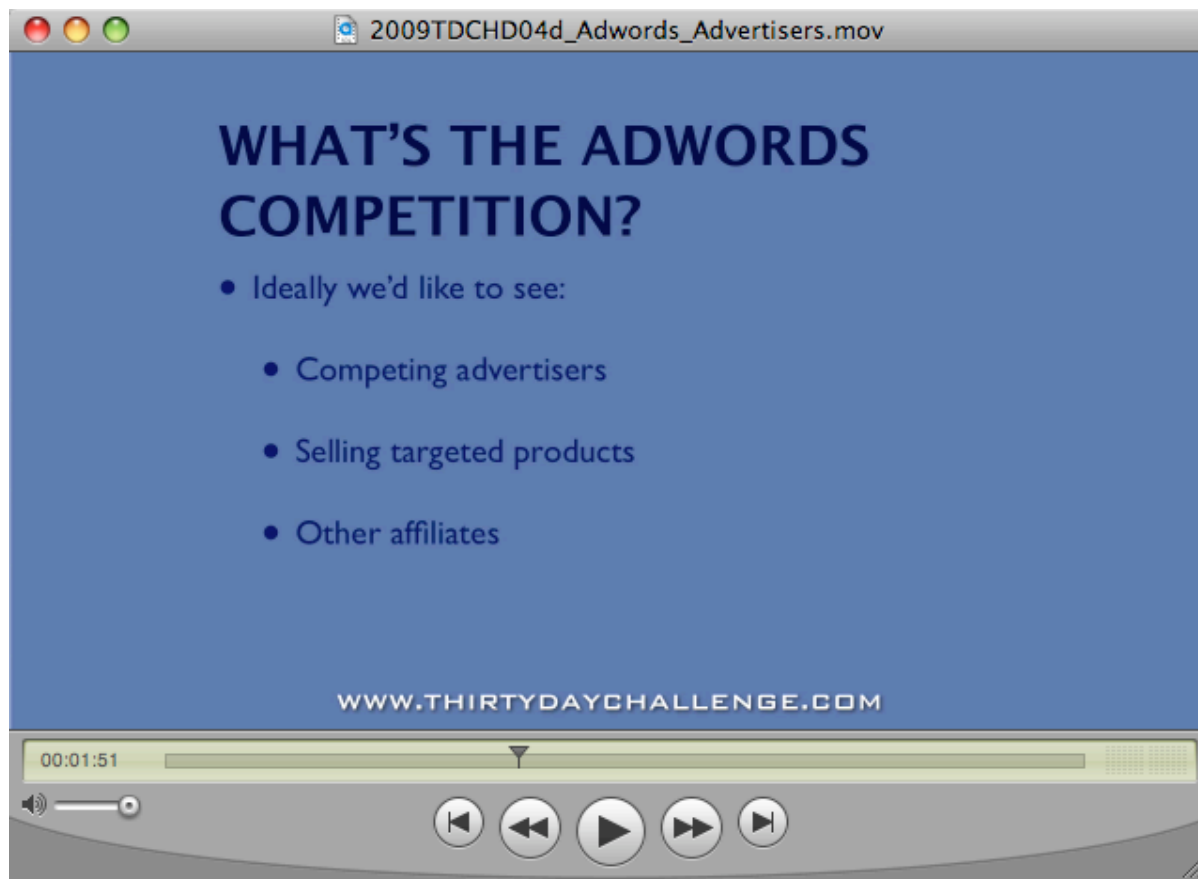 2009TDCHD04d_Adwords_Advertisers.mov
WHAT'S THE ADWORDS
COMPETITION?
• Ideally we'd like to see:
• Competing advertisers
• Selling targeted products
• Other affiliates
WWW.THIRTYDAYCHALLENGE.COM
00:01:51